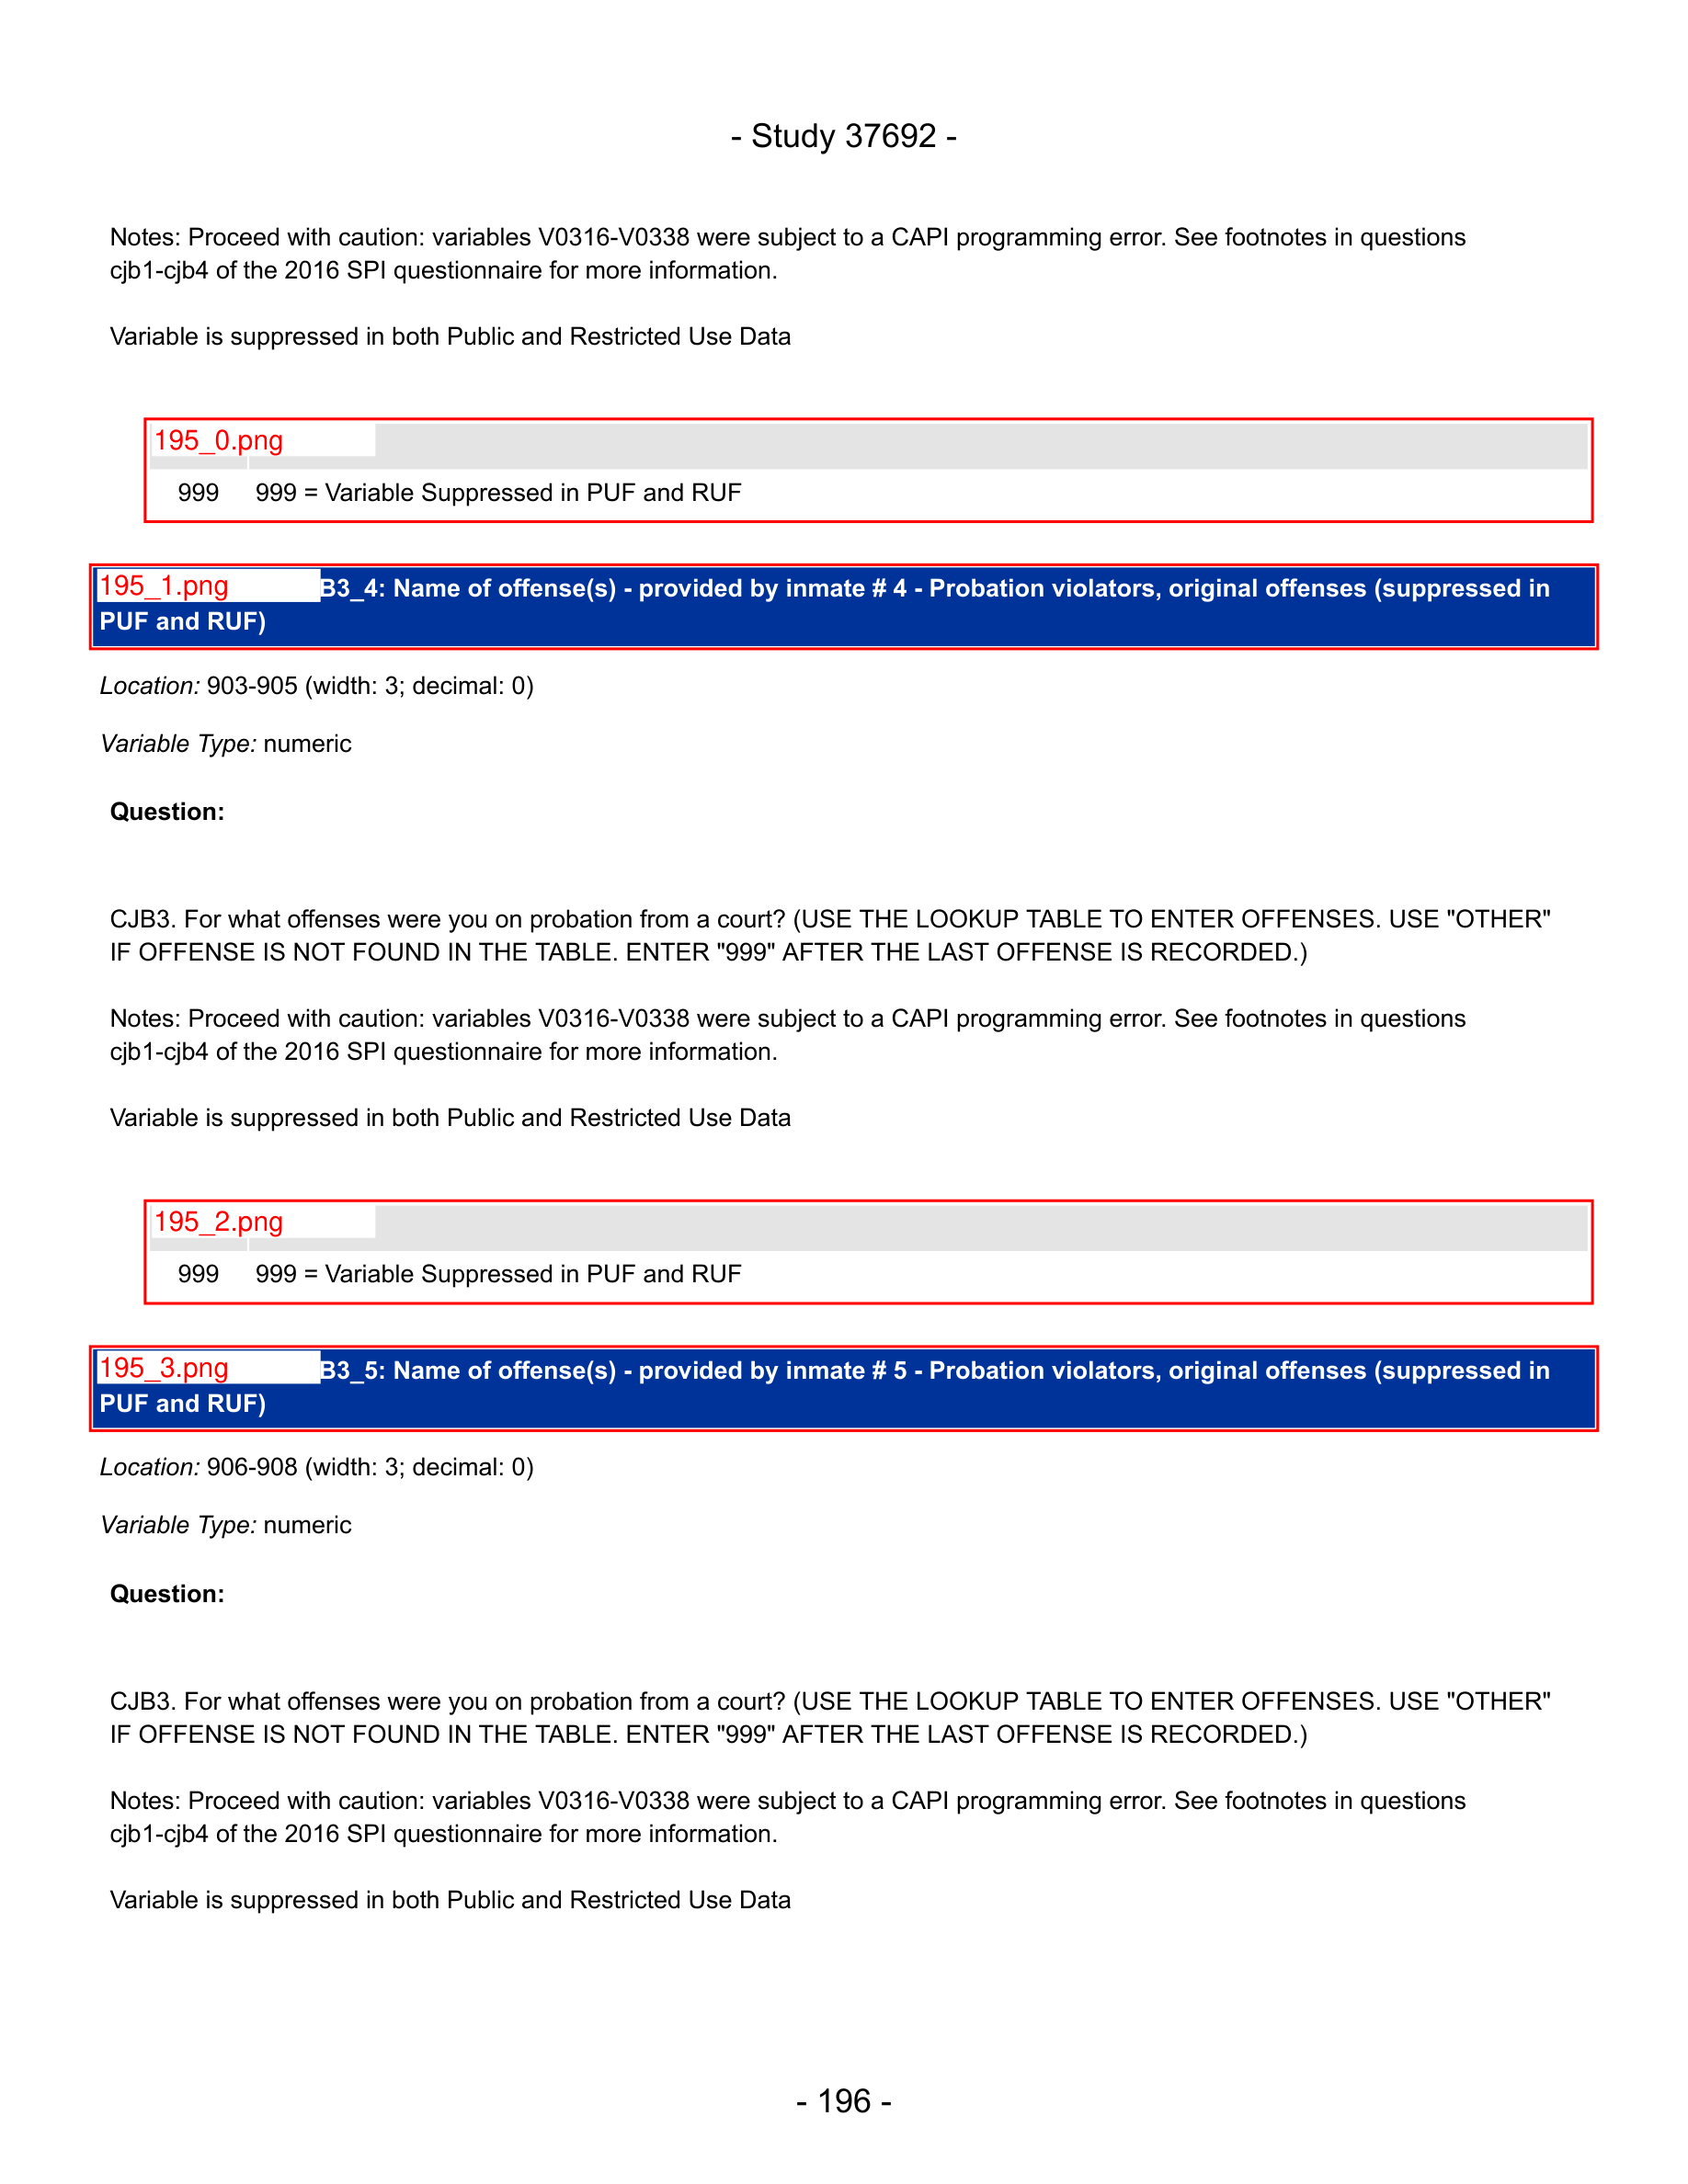 - Study 37692 -
Notes: Proceed with caution: variables V0316-V0338 were subject to a CAPI programming error. See footnotes in questions
cjb1-cjb4 of the 2016 SPI questionnaire for more information.
Variable is suppressed in both Public and Restricted Use Data
195_0.png
999 999 = Variable Suppressed in PUF and RUF
195_1.png B3_4: Name of offense(s) - provided by inmate # 4 - Probation violators, original offenses (suppressed in
PUF and RUF)
Location: 903-905 (width: 3; decimal: 0)
Variable Type: numeric
Question:
CJB3. For what offenses were you on probation from a court? (USE THE LOOKUP TABLE TO ENTER OFFENSES. USE "OTHER"
IF OFFENSE IS NOT FOUND IN THE TABLE. ENTER "999" AFTER THE LAST OFFENSE IS RECORDED.)
Notes: Proceed with caution: variables V0316-V0338 were subject to a CAPI programming error. See footnotes in questions
cjb1-cjb4 of the 2016 SPI questionnaire for more information.
Variable is suppressed in both Public and Restricted Use Data
195_2.png
999 999 = Variable Suppressed in PUF and RUF
195_3.png B3_5: Name of offense(s) - provided by inmate # 5 - Probation violators, original offenses (suppressed in
PUF and RUF)
Location: 906-908 (width: 3; decimal: 0)
Variable Type: numeric
Question:
CJB3. For what offenses were you on probation from a court? (USE THE LOOKUP TABLE TO ENTER OFFENSES. USE "OTHER"
IF OFFENSE IS NOT FOUND IN THE TABLE. ENTER "999" AFTER THE LAST OFFENSE IS RECORDED.)
Notes: Proceed with caution: variables V0316-V0338 were subject to a CAPI programming error. See footnotes in questions
cjb1-cjb4 of the 2016 SPI questionnaire for more information.
Variable is suppressed in both Public and Restricted Use Data
- 196 -